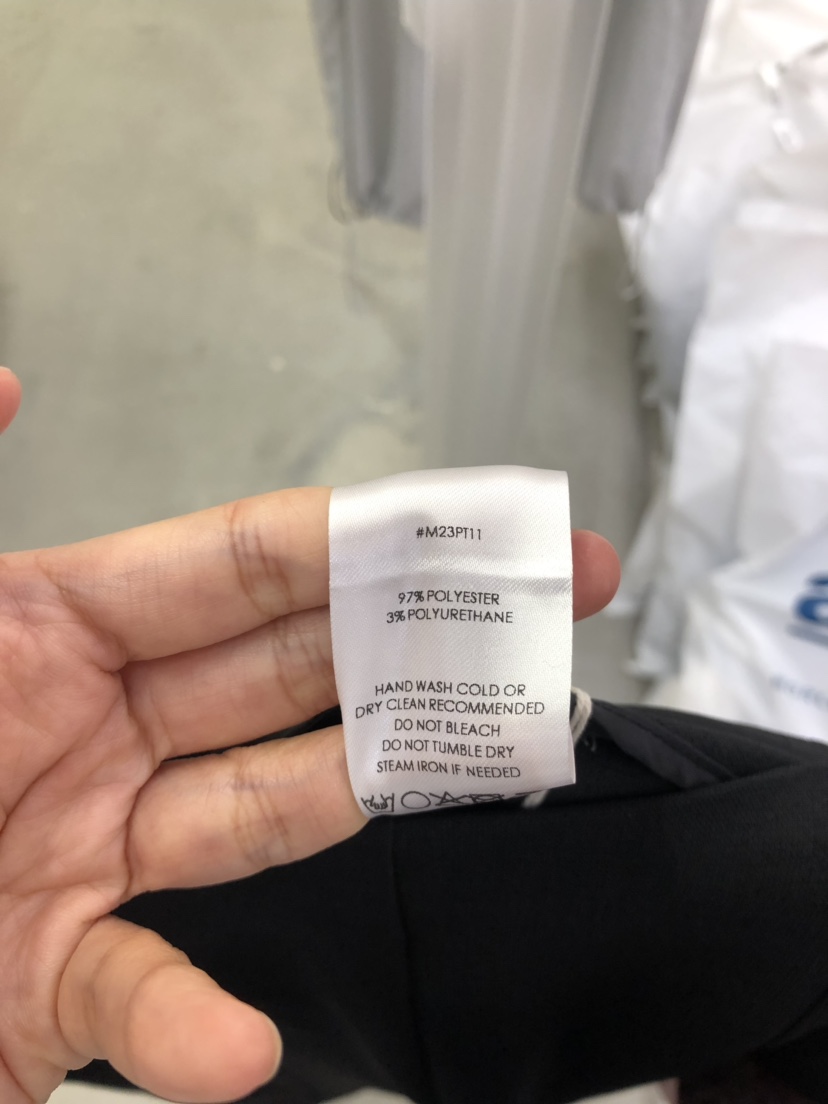 #M23PT11
97% POLYESTER
3% POLYURETHANE
HAND WASH COLD OR
DRY CLEAN RECOMMENDED
DO NOT BLEACH
DO NOT TUMBLE DRY
STEAM IRON IF NEEDED